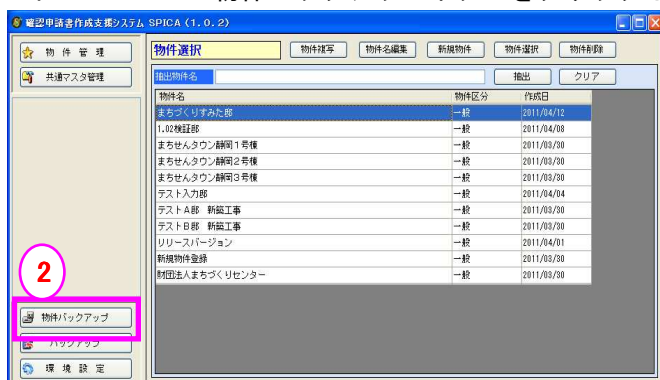 確認申請書作成支援システム SPICA (1.0.2)
物件管理
共通マスタ管理
物件選択
物件複写
物件名編集
新規物件
物件選択
物件削除
抽出物件名
抽出
クリア
物件名 物件区分 作成日
まちづくりすみた邸 一般 2011/04/12
1.02検証邸 一般 2011/04/08
まちせんタウン静岡1号棟 一般 2011/03/30
まちせんタウン静岡2号棟 一般 2011/03/30
まちせんタウン静岡3号棟 一般 2011/03/30
テスト入力邸 一般 2011/04/04
テストA邸 新築工事 一般 2011/03/30
テストB邸 新築工事 一般 2011/03/30
リリースバージョン 一般 2011/04/01
新規物件登録 一般 2011/03/30
財団法人まちづくりセンター 一般 2011/03/30
2
物件バックアップ
バックアップ
環境設定